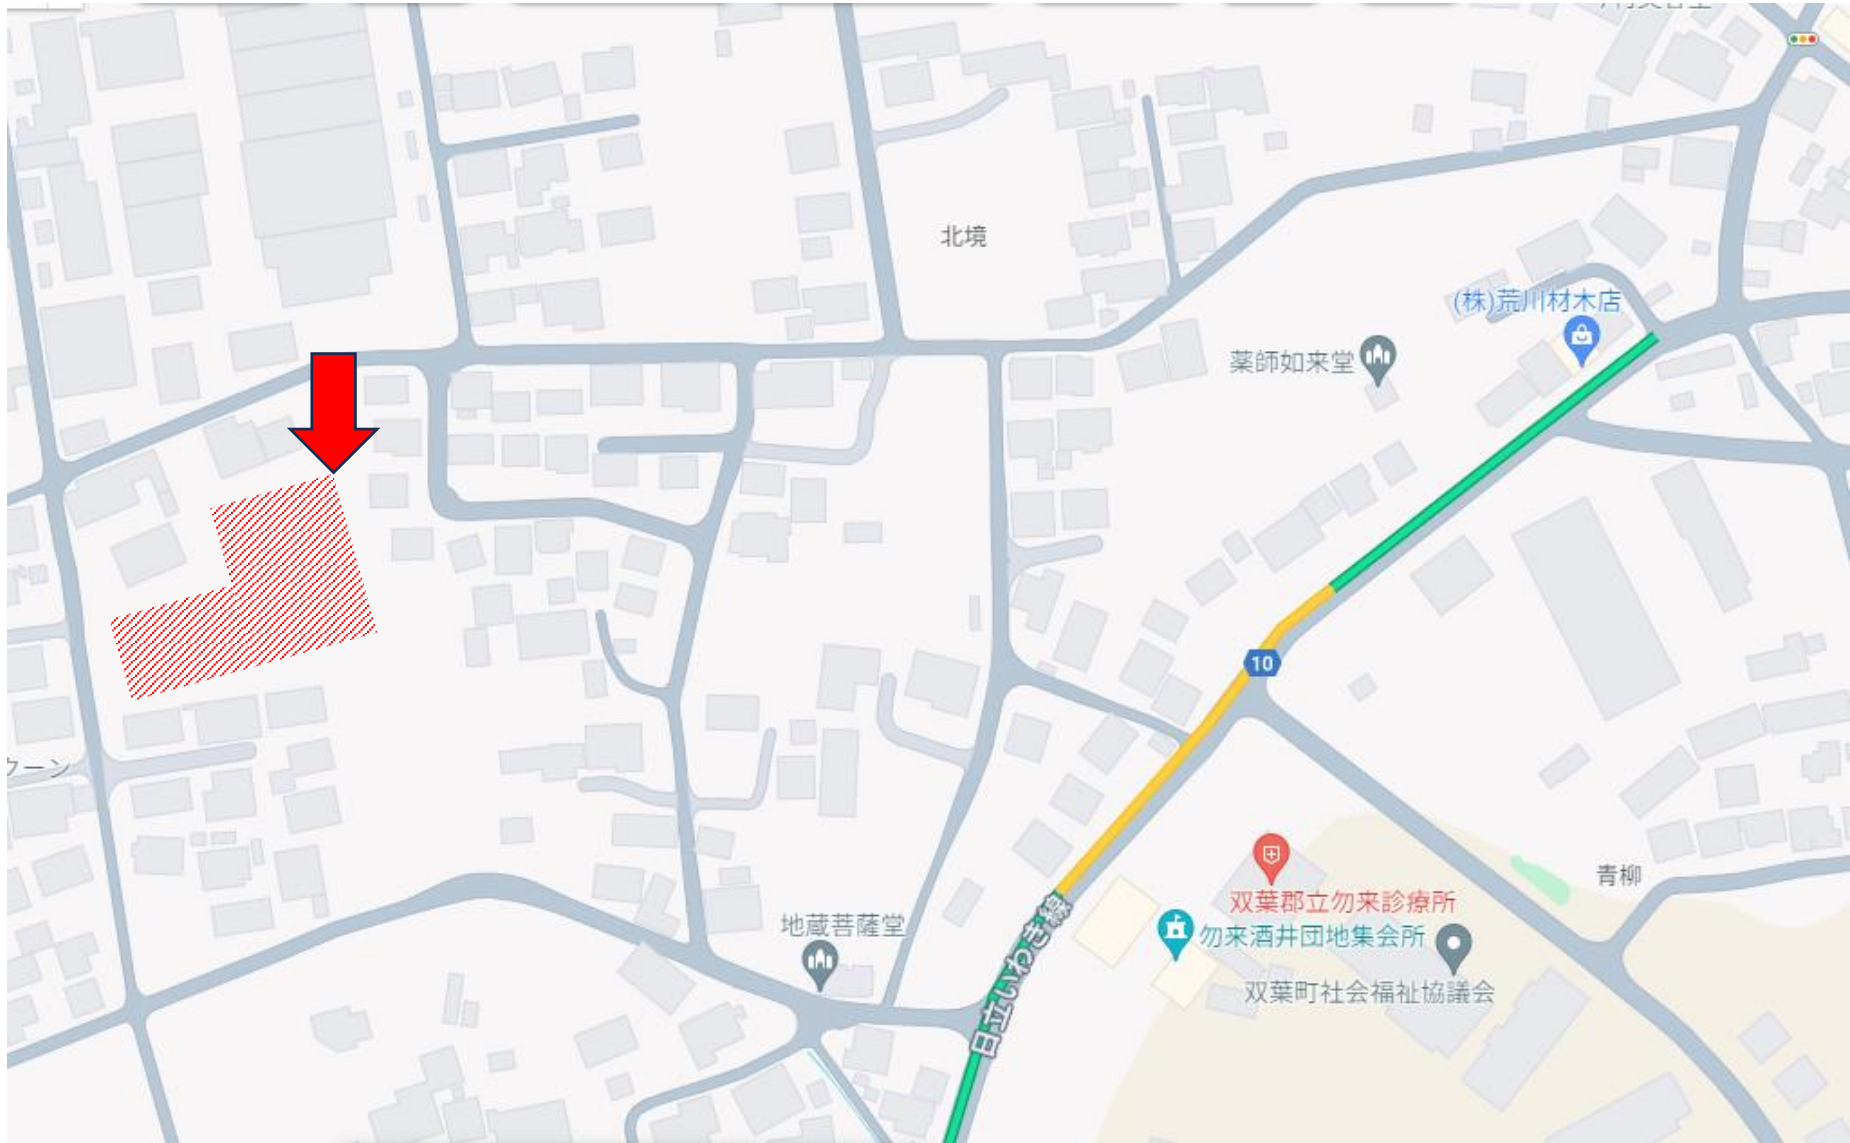 北境
(株)荒川材木店
薬師如来堂
10
クーン
青柳
双葉郡立勿来診療所
地蔵菩薩堂
勿来酒井団地集会所
日立いわき線
双葉町社会福祉協議会